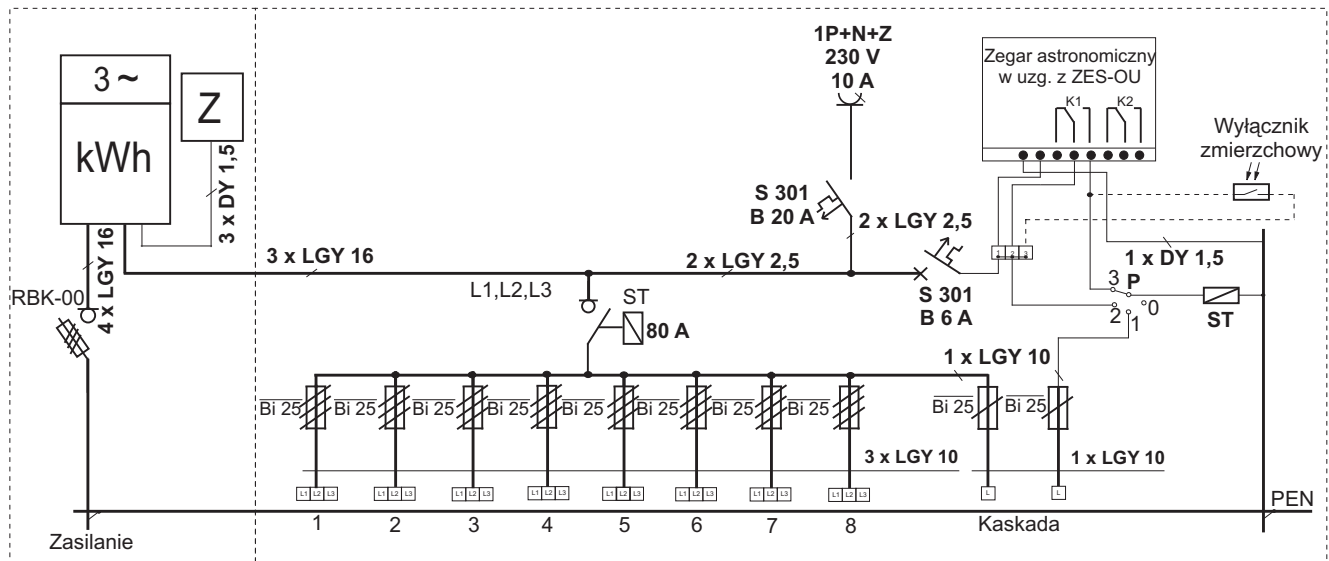 1P+N+Z
230 V
10 A
Zegar astronomiczny
w uzg. z ZES-OU
K1
K2
3 ~
kWh
Z
Wyłącznik
zmierzchowy
3 x DY 1,5
S 301
B 20 A
2 x LGY 2,5
4 x LGY 16
3 x LGY 16
2 x LGY 2,5
1 2 3
1 x DY 1,5
RBK-00
L1,L2,L3
ST
80 A
S 301
B 6 A
3 P
2
1
0
ST
1 x LGY 10
Bi 25
Bi 25
Bi 25
Bi 25
Bi 25
Bi 25
Bi 25
Bi 25
Bi 25
Bi 25
3 x LGY 10
1 x LGY 10
L1 L2 L3
L1 L2 L3
L1 L2 L3
L1 L2 L3
L1 L2 L3
L1 L2 L3
L1 L2 L3
L1 L2 L3
L
L
PEN
1
2
3
4
5
6
7
8
Kaskada
Zasilanie